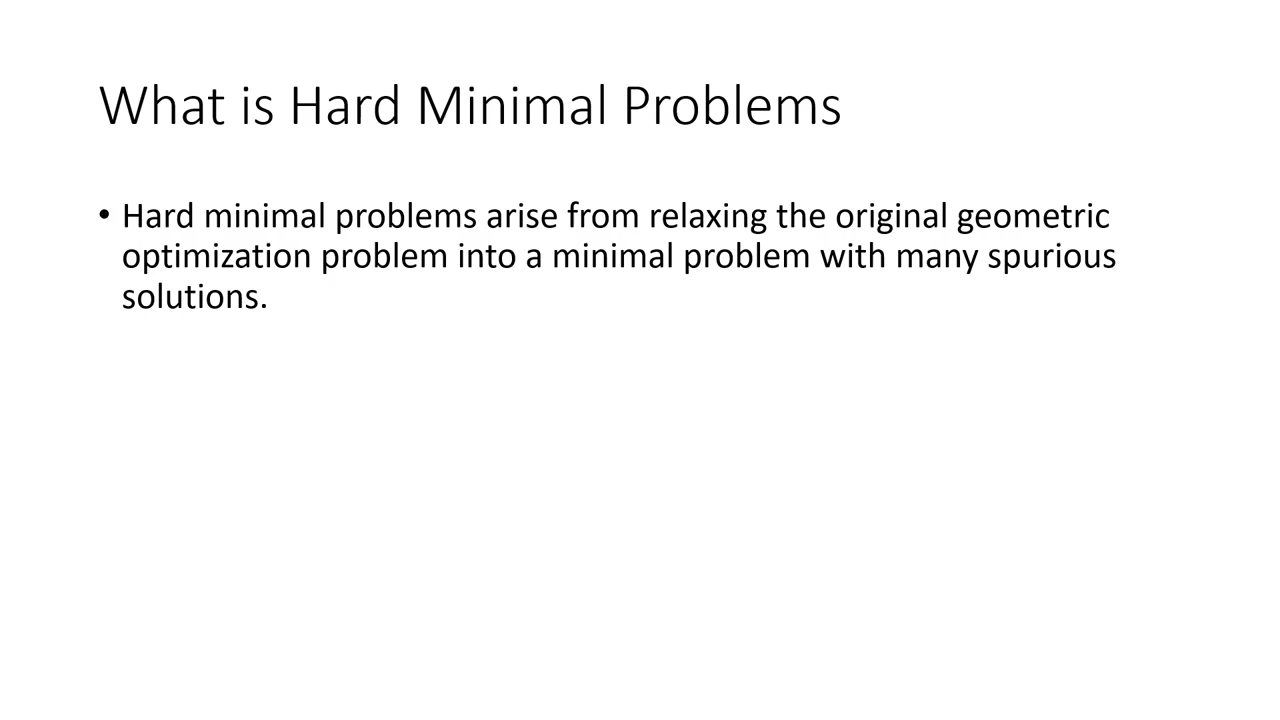 What is Hard Minimal Problems
• Hard minimal problems arise from relaxing the original geometric
optimization problem into a minimal problem with many spurious
solutions.